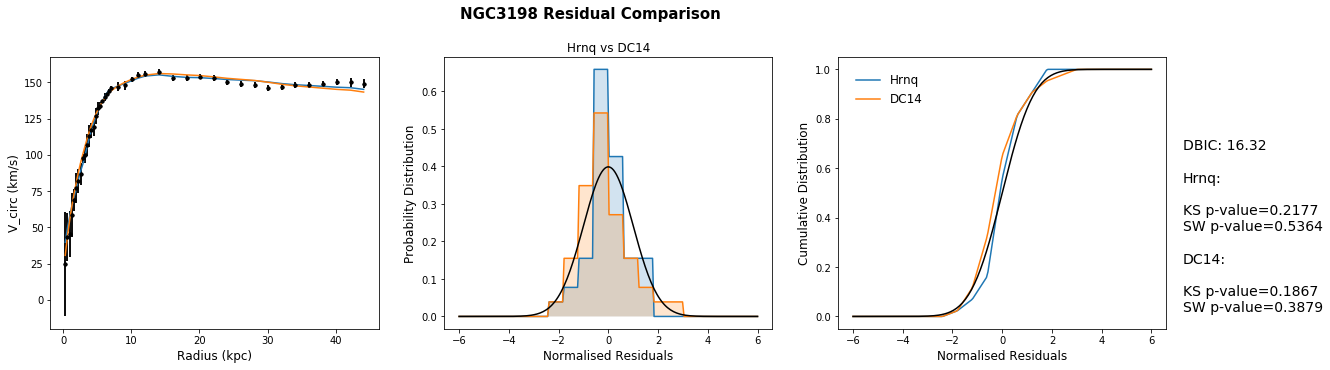 NGC3198 Residual Comparison
Hrnq vs DC14
V_circ (km/s)
150
125
100
75
50
25
0
0 10 20 30 40
Radius (kpc)
Probability Distribution
0.6
0.5
0.4
0.3
0.2
0.1
0.0
−6 −4 −2 0 2 4 6
Normalised Residuals
Cumulative Distribution
1.0
0.8
0.6
0.4
0.2
0.0
−6 −4 −2 0 2 4 6
Normalised Residuals
Hrnq
DC14
DBIC: 16.32
Hrnq:
KS p-value=0.2177
SW p-value=0.5364
DC14:
KS p-value=0.1867
SW p-value=0.3879